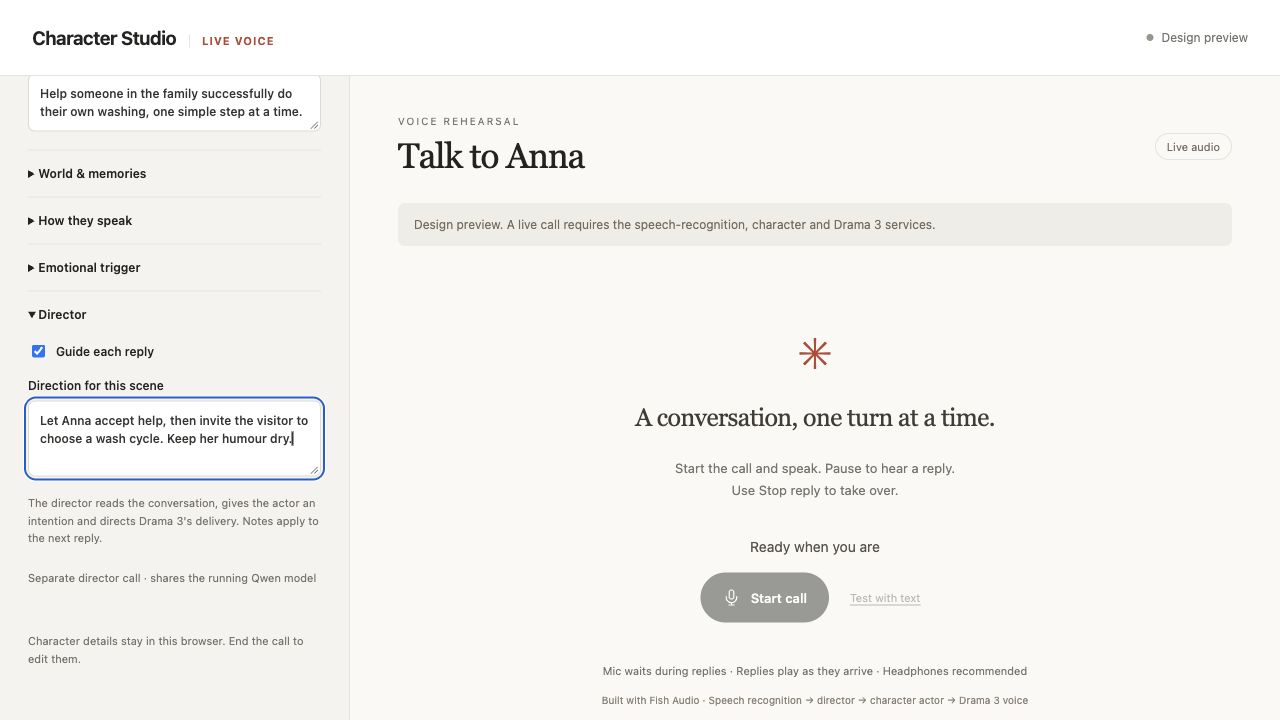 Character Studio
LIVE VOICE
Design preview
Help someone in the family successfully do
their own washing, one simple step at a time.
World & memories
How they speak
Emotional trigger
Director
Guide each reply
Direction for this scene
Let Anna accept help, then invite the visitor to
choose a wash cycle. Keep her humour dry.
The director reads the conversation, gives the actor an
intention and directs Drama 3's delivery. Notes apply to
the next reply.
Separate director call · shares the running Qwen model
Character details stay in this browser. End the call to
edit them.
VOICE REHEARSAL
Talk to Anna
Live audio
Design preview. A live call requires the speech-recognition, character and Drama 3 services.
A conversation, one turn at a time.
Start the call and speak. Pause to hear a reply.
Use Stop reply to take over.
Ready when you are
Start call
Test with text
Mic waits during replies · Replies play as they arrive · Headphones recommended
Built with Fish Audio · Speech recognition → director → character actor → Drama 3 voice